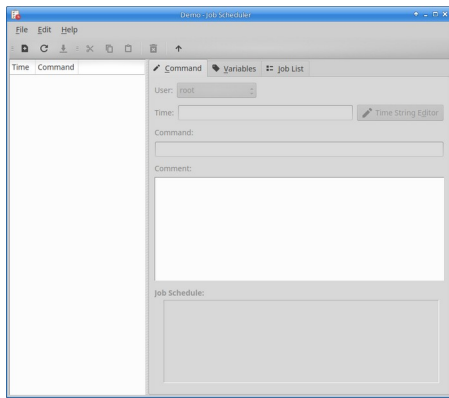 Demo - Job Scheduler
File Edit Help
Time Command
Command Variables Job List
User: root
Time: Time String Editor
Command:
Comment:
Job Schedule: